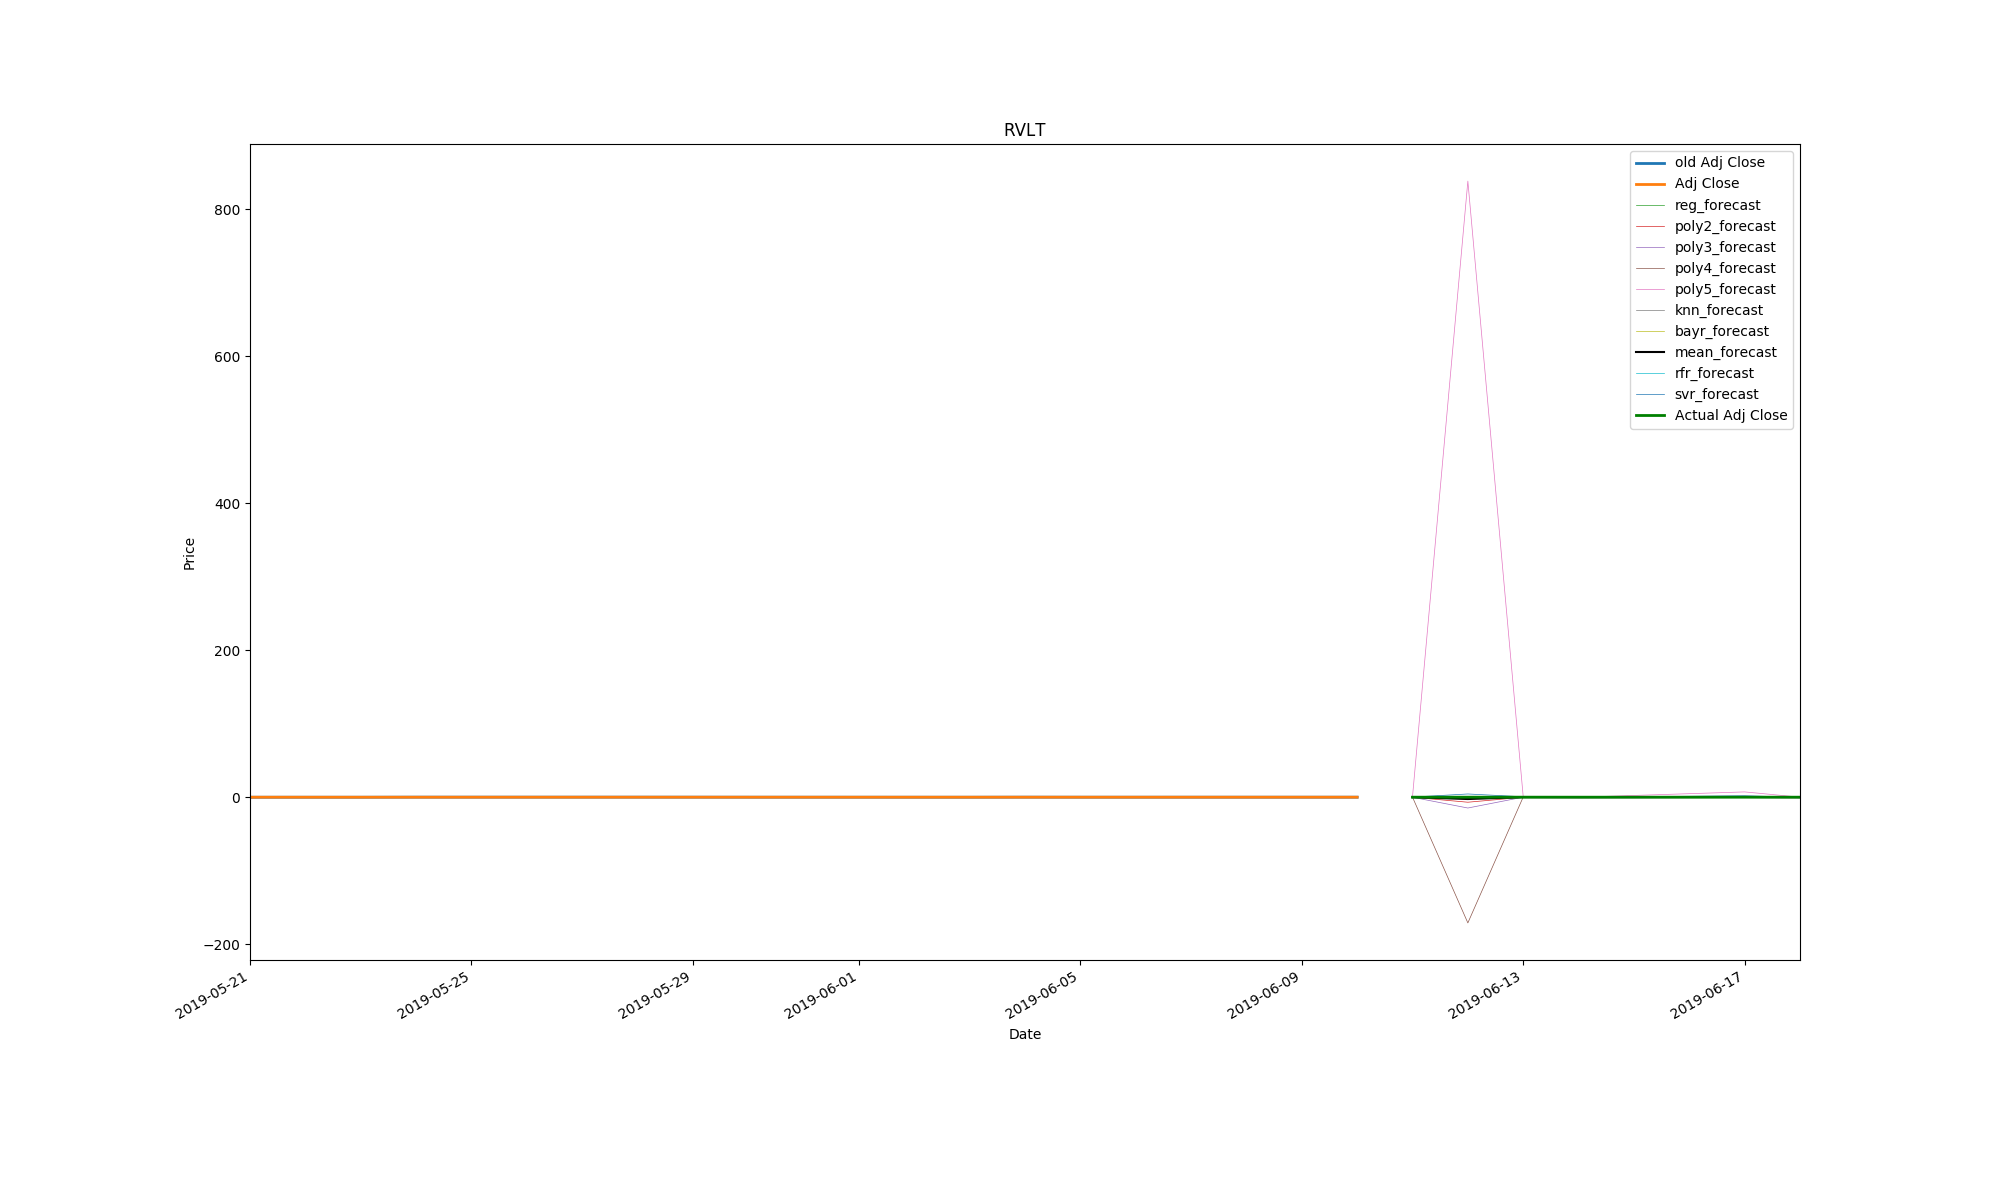 RVLT
old Adj Close
Adj Close
reg_forecast
poly2_forecast
poly3_forecast
poly4_forecast
poly5_forecast
knn_forecast
bayr_forecast
mean_forecast
rfr_forecast
svr_forecast
Actual Adj Close
800
600
400
200
0
−200
Price
2019-05-21
2019-05-25
2019-05-29
2019-06-01
2019-06-05
2019-06-09
2019-06-13
2019-06-17
Date